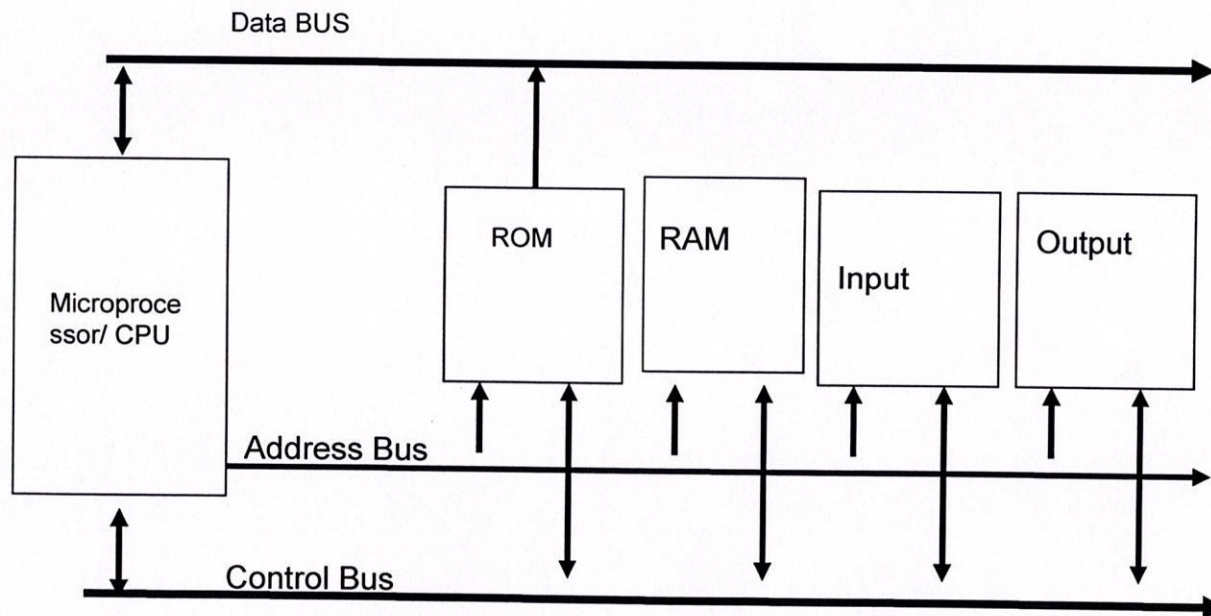 Data BUS
ROM
RAM
Input
Output
Microproce
ssor/ CPU
Address Bus
Control Bus